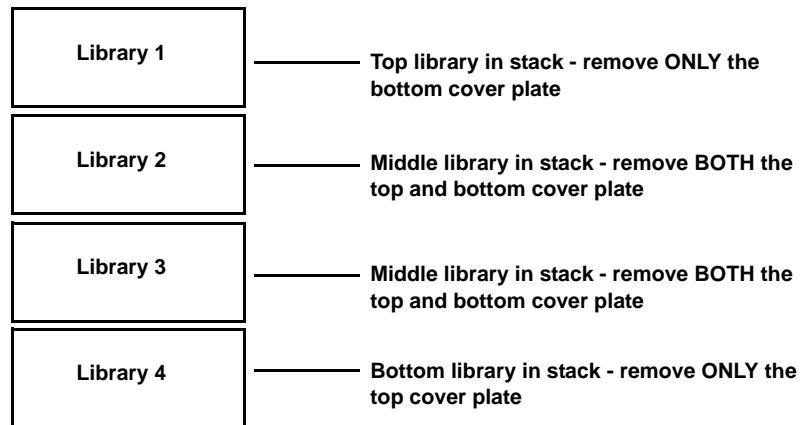 Library 1
Top library in stack - remove ONLY the
bottom cover plate
Library 2
Middle library in stack - remove BOTH the
top and bottom cover plate
Library 3
Middle library in stack - remove BOTH the
top and bottom cover plate
Library 4
Bottom library in stack - remove ONLY the
top cover plate